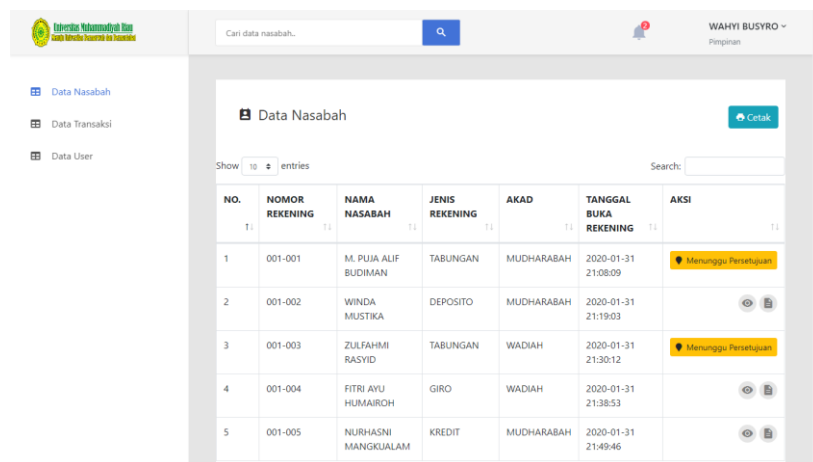 Universitas Muhammadiyah Riau
Cari data nasabah..
2
WAHYI BUSYRO
Pimpinan
Data Nasabah
Data Transaksi
Data User
Data Nasabah
Cetak
Show 10 entries
Search:
NO. NOMOR REKENING NAMA NASABAH JENIS REKENING AKAD TANGGAL BUKA REKENING AKSI
1 001-001 M. PUJA ALIF BUDIMAN TABUNGAN MUDHARABAH 2020-01-31 21:08:09 Menunggu Persetujuan
2 001-002 WINDA MUSTIKA DEPOSITO MUDHARABAH 2020-01-31 21:19:03
3 001-003 ZULFAHMI RASYID TABUNGAN WADIAH 2020-01-31 21:30:12 Menunggu Persetujuan
4 001-004 FITRI AYU HUMAIROH GIRO WADIAH 2020-01-31 21:38:53
5 001-005 NURHASNI MANGKUALAM KREDIT MUDHARABAH 2020-01-31 21:49:46